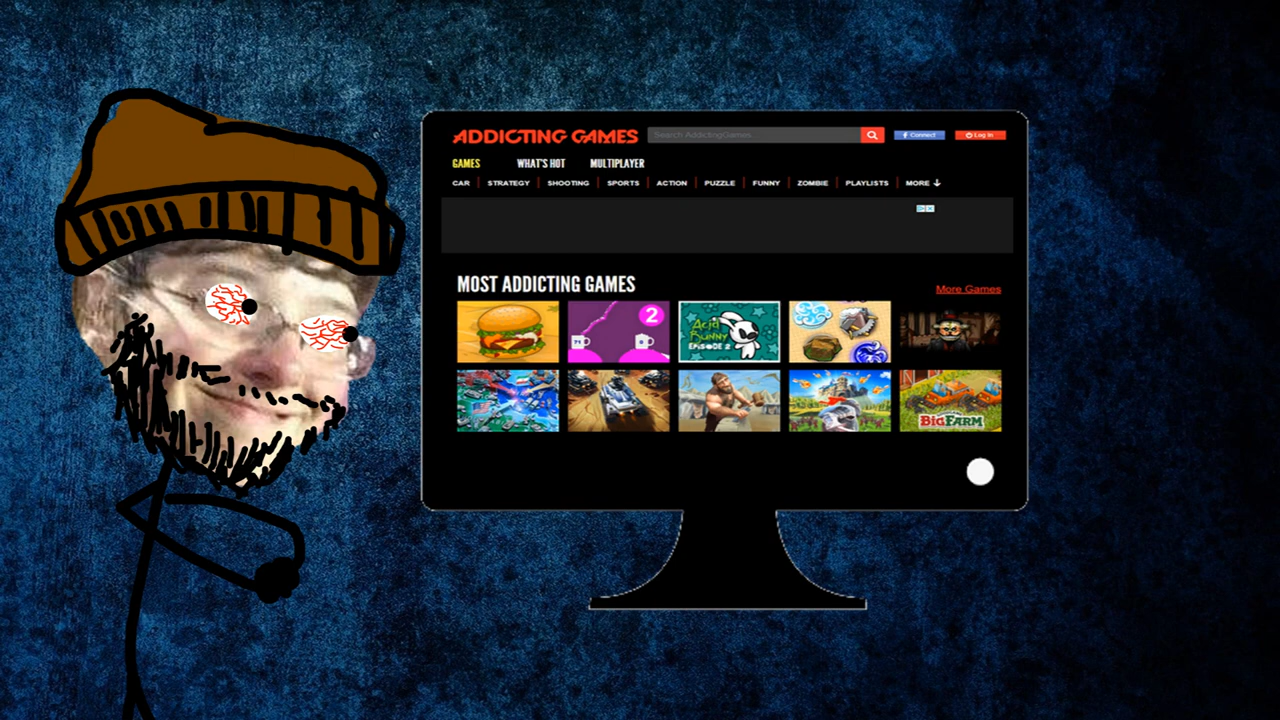 ADDICTING GAMES
Search AddictingGames
Connect
Log In
GAMES WHAT'S HOT MULTIPLAYER
CAR STRATEGY SHOOTING SPORTS ACTION PUZZLE FUNNY ZOMBIE PLAYLISTS MORE
MOST ADDICTING GAMES
More Games
2
Acid
Bunny
EPISODE 2
BIGFARM